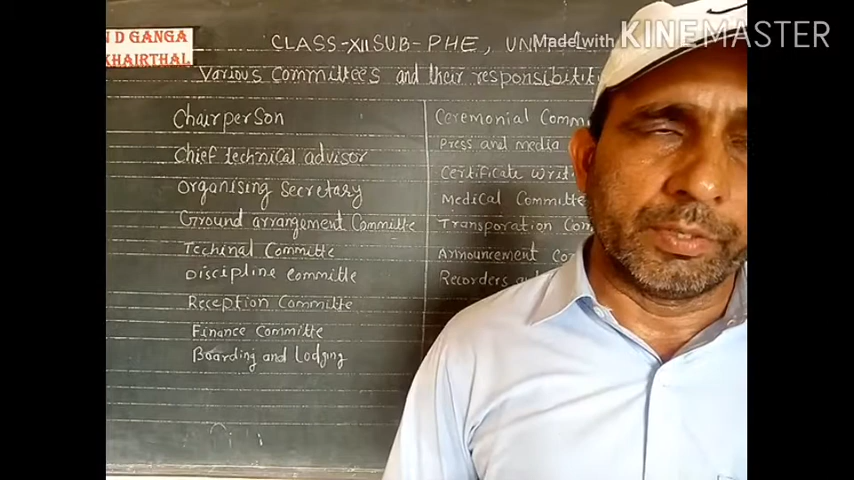 N D GANGA
KHAIRTHAL
CLASS-XII SUB-PHE, UNIT-I
Made with KINEMASTER
Various Committees and their
Chairperson
Chief technical advisor
Organising Secretary
Ground arrangement Committe
Techinal Committe
Discipline Committe
Reception Committe
Finance Committe
Boarding and Lodging
Ceremonial Comm
Press and media
Certificate writ
Medical Committe
Transporation Com
Announcement Co
Recorders and